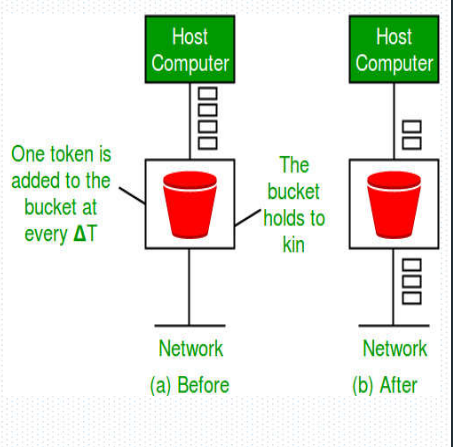 Host
Computer
One token is
added to the
bucket at
every ΔT
The
bucket
holds to
kin
Network
(a) Before
Host
Computer
Network
(b) After